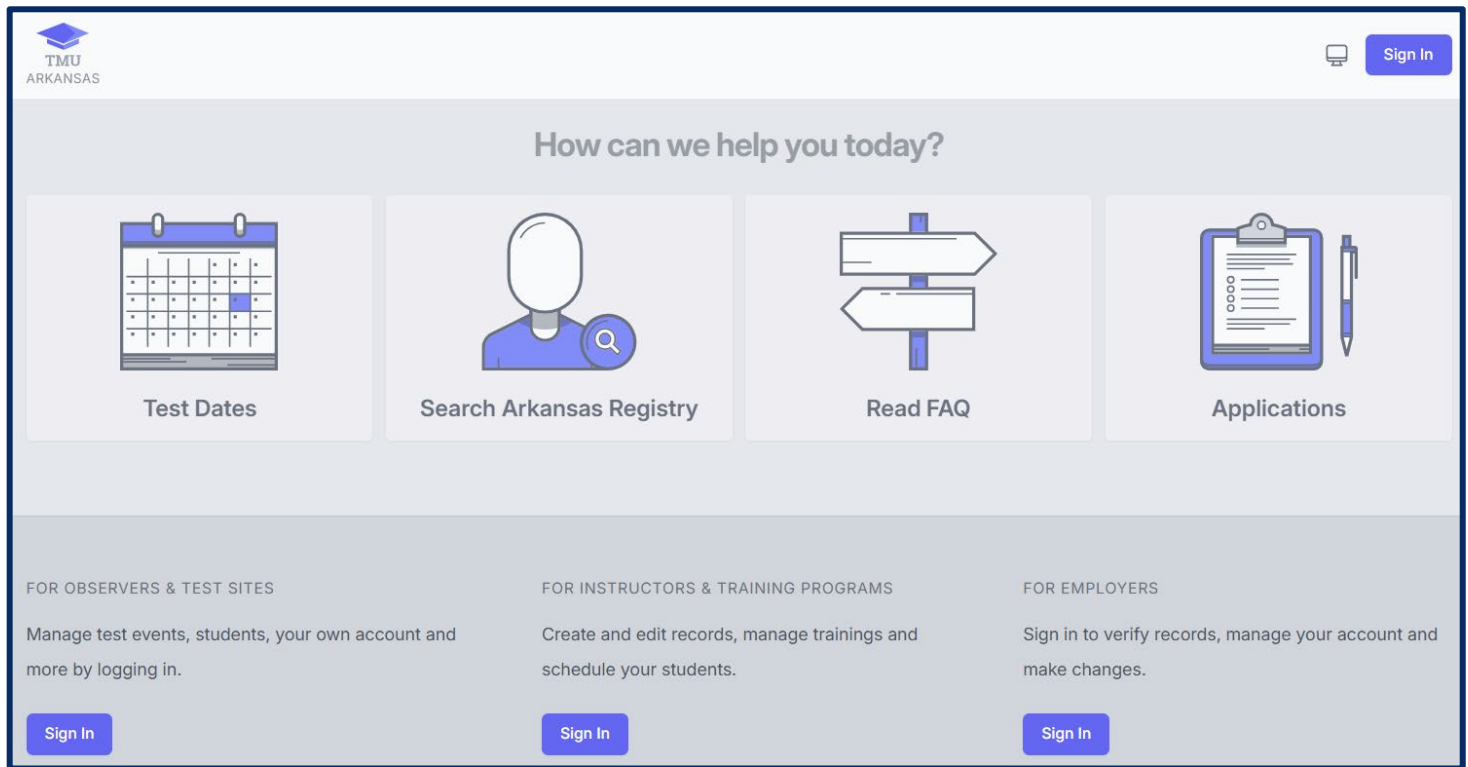 TMU
ARKANSAS
Sign In
How can we help you today?
Test Dates
Search Arkansas Registry
Read FAQ
Applications
FOR OBSERVERS & TEST SITES
Manage test events, students, your own account and
more by logging in.
Sign In
FOR INSTRUCTORS & TRAINING PROGRAMS
Create and edit records, manage trainings and
schedule your students.
Sign In
FOR EMPLOYERS
Sign in to verify records, manage your account and
make changes.
Sign In